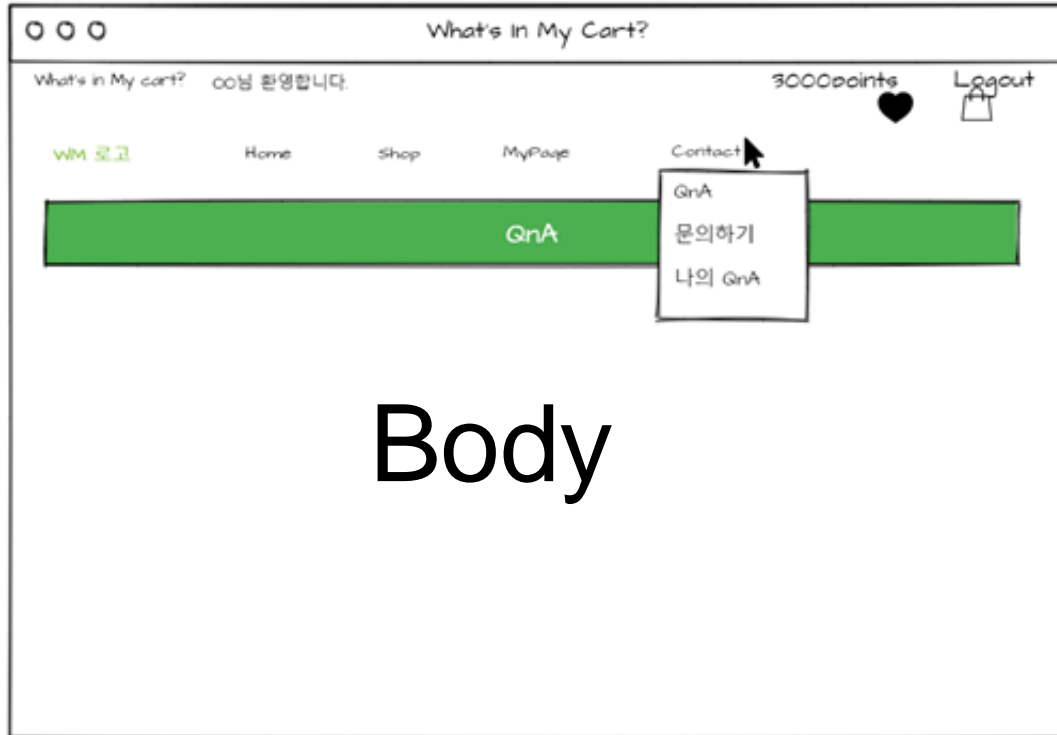 What's in My Cart?
What's in My cart? OO님 환영합니다. 3000points Logout
WM 로고 Home Shop MyPage Contact
QnA
QnA
문의하기
나의 QnA
Body